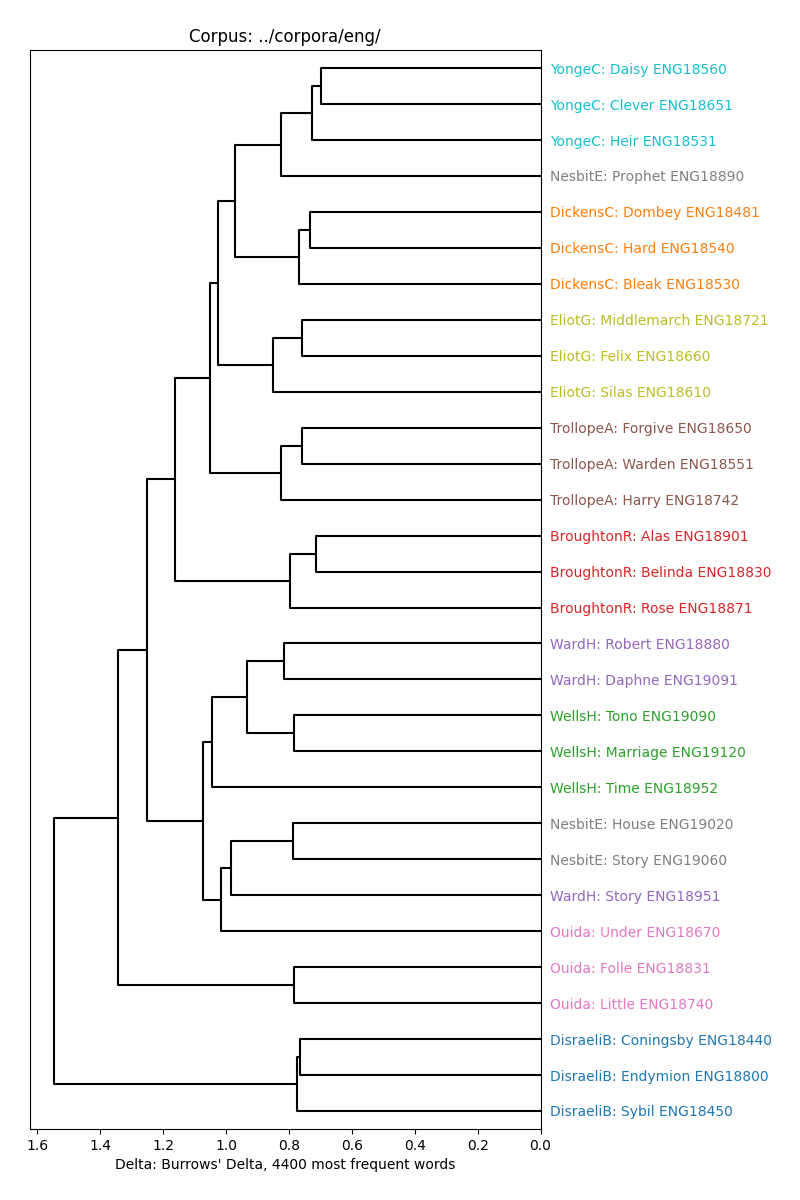 Corpus: ../corpora/eng/
YongeC: Daisy ENG18560
YongeC: Clever ENG18651
YongeC: Heir ENG18531
NesbitE: Prophet ENG18890
DickensC: Dombey ENG18481
DickensC: Hard ENG18540
DickensC: Bleak ENG18530
EliotG: Middlemarch ENG18721
EliotG: Felix ENG18660
EliotG: Silas ENG18610
TrollopeA: Forgive ENG18650
TrollopeA: Warden ENG18551
TrollopeA: Harry ENG18742
BroughtonR: Alas ENG18901
BroughtonR: Belinda ENG18830
BroughtonR: Rose ENG18871
WardH: Robert ENG18880
WardH: Daphne ENG19091
WellsH: Tono ENG19090
WellsH: Marriage ENG19120
WellsH: Time ENG18952
NesbitE: House ENG19020
NesbitE: Story ENG19060
WardH: Story ENG18951
Ouida: Under ENG18670
Ouida: Folle ENG18831
Ouida: Little ENG18740
DisraeliB: Coningsby ENG18440
DisraeliB: Endymion ENG18800
DisraeliB: Sybil ENG18450
1.6 1.4 1.2 1.0 0.8 0.6 0.4 0.2 0.0
Delta: Burrows' Delta, 4400 most frequent words